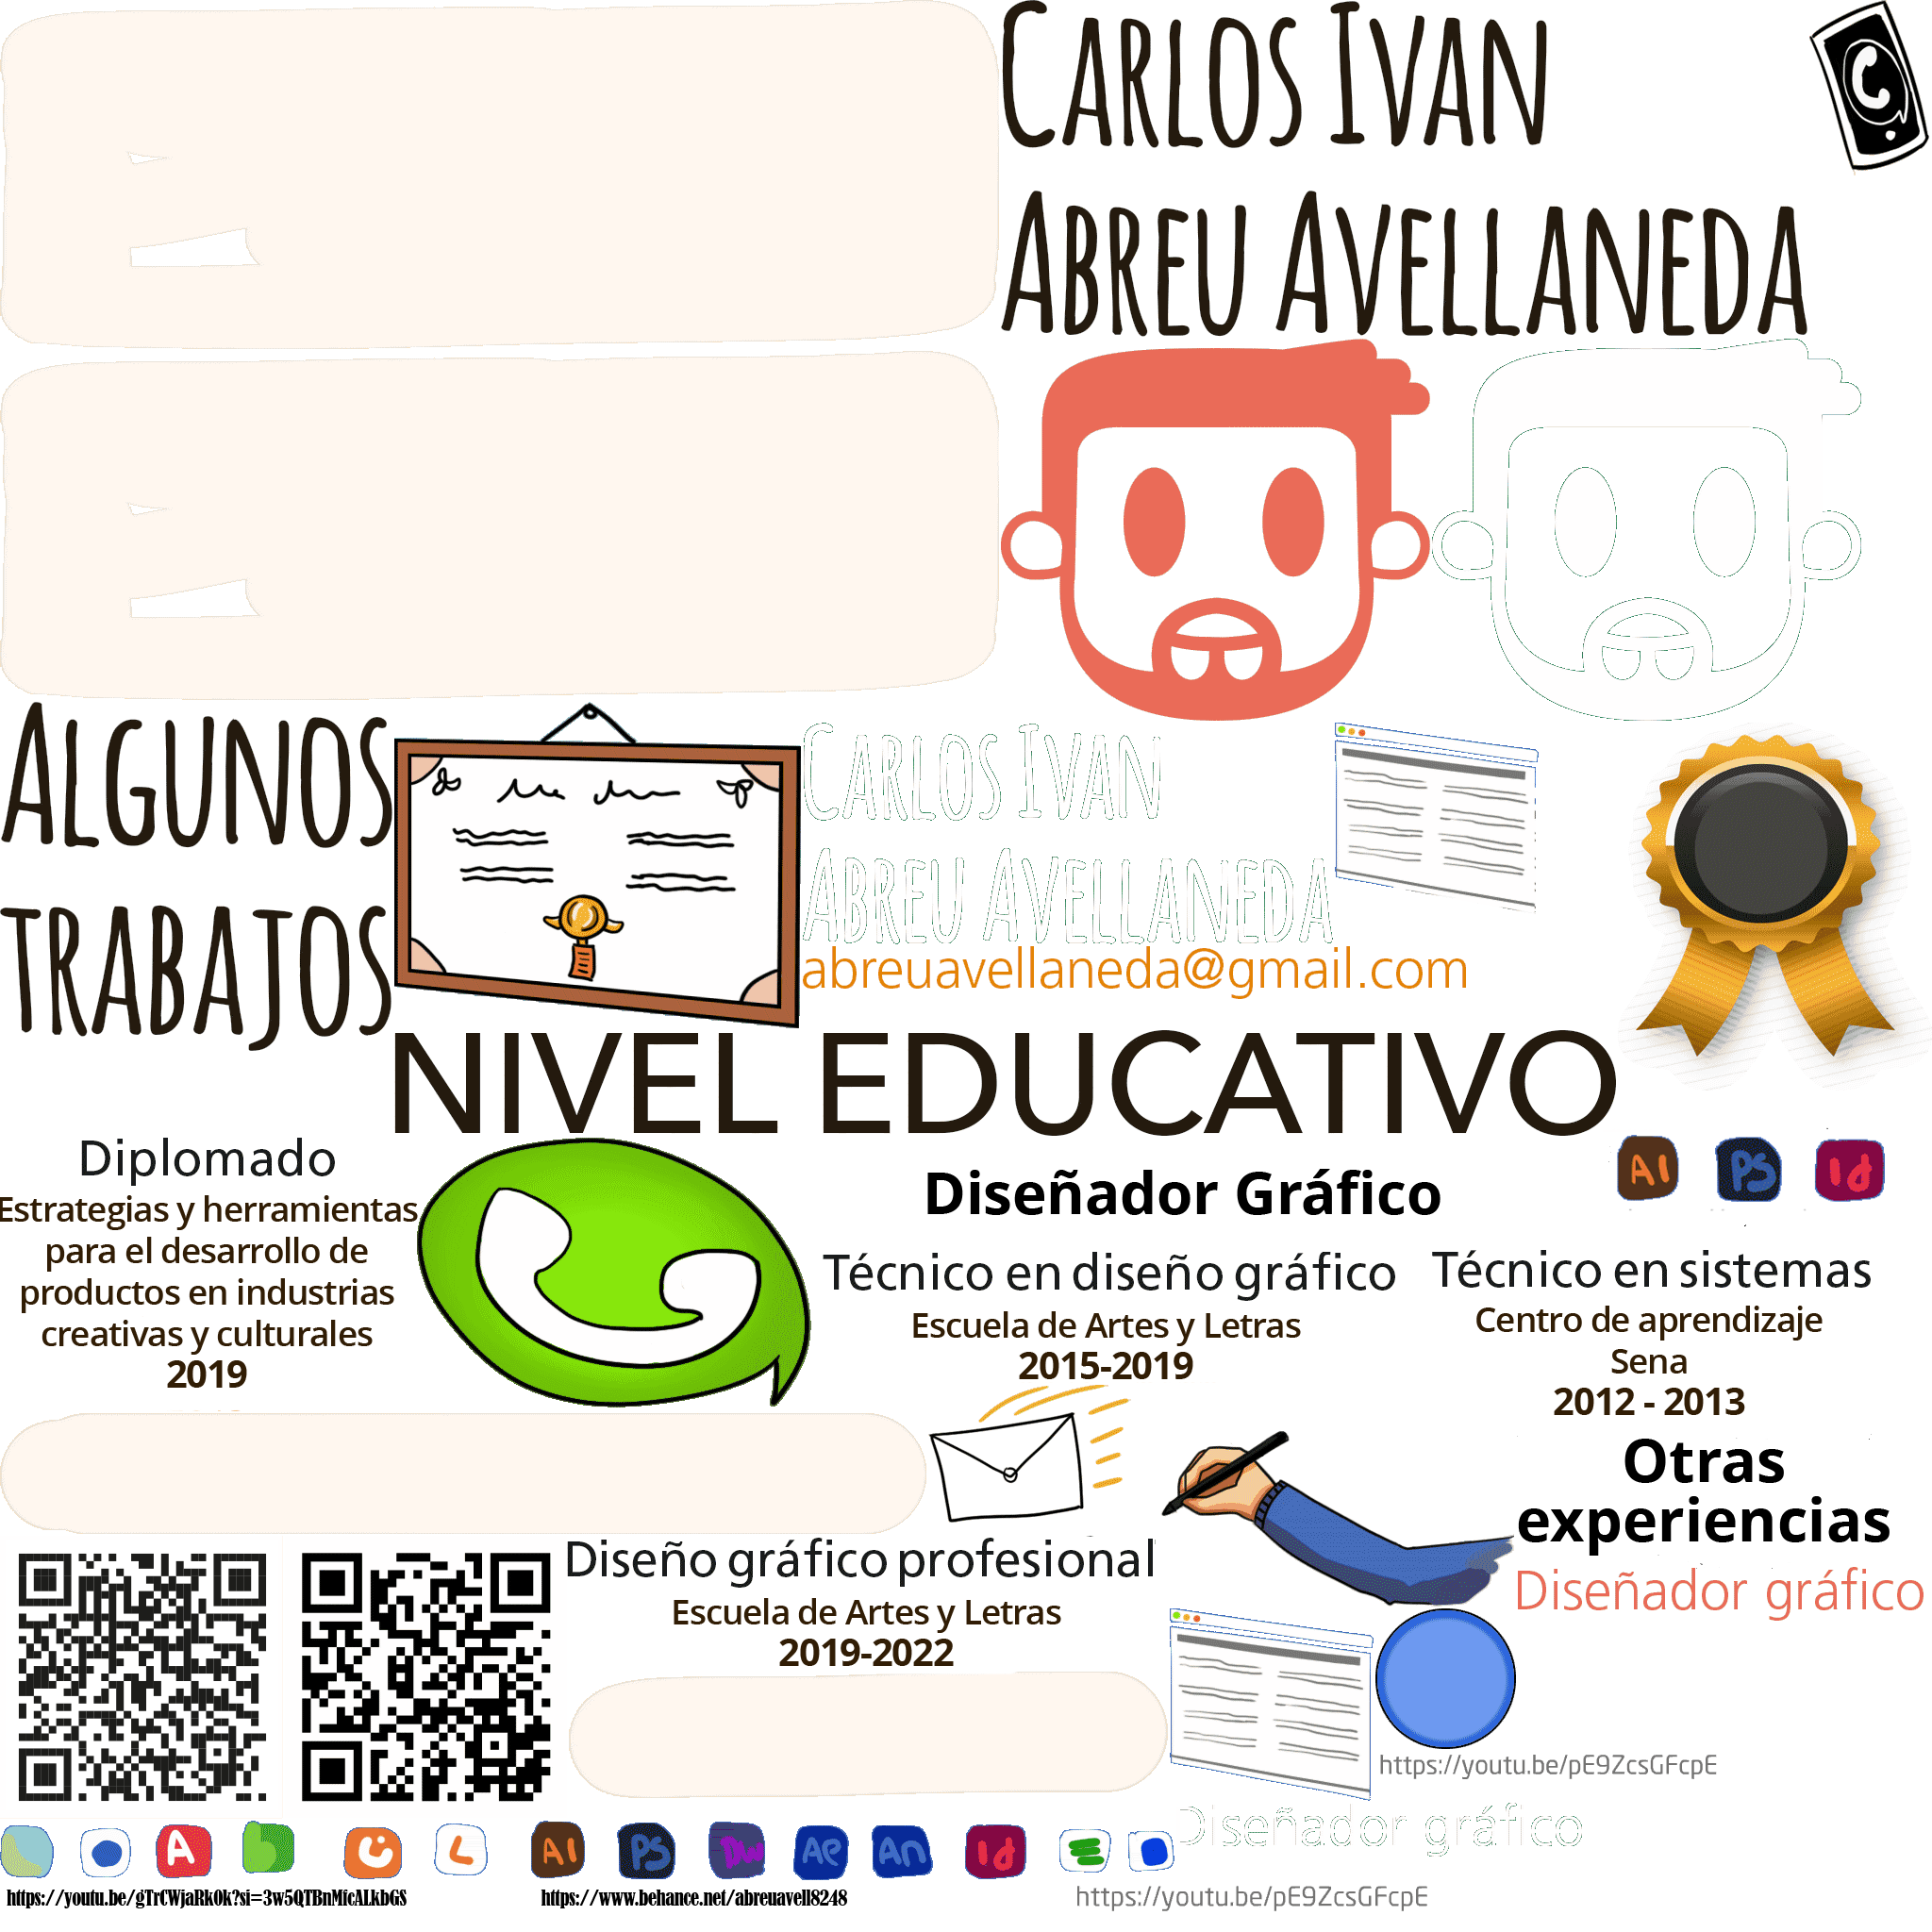 CARLOS IVAN
ABREU AVELLANEDA
ALGUNOS
TRABAJOS
CARLOS IVAN
ABREU AVELLANEDA
abreuavellaneda@gmail.com
NIVEL EDUCATIVO
Diplomado
Estrategias y herramientas
para el desarrollo de
productos en industrias
creativas y culturales
2019
Diseñador Gráfico
AI PS Id
Técnico en diseño gráfico
Escuela de Artes y Letras
2015-2019
Técnico en sistemas
Centro de aprendizaje
Sena
2012 - 2013
Otras
experiencias
Diseñador gráfico
Diseño gráfico profesional
Escuela de Artes y Letras
2019-2022
https://youtu.be/pE9ZcsGFcpE
Diseñador gráfico
A b L AI PS Dw Ae An Id
https://youtu.be/gTrCWjaRk0k?si=3w5QTBnMfcALkbGS
https://www.behance.net/abreuavell8248
https://youtu.be/pE9ZcsGFcpE